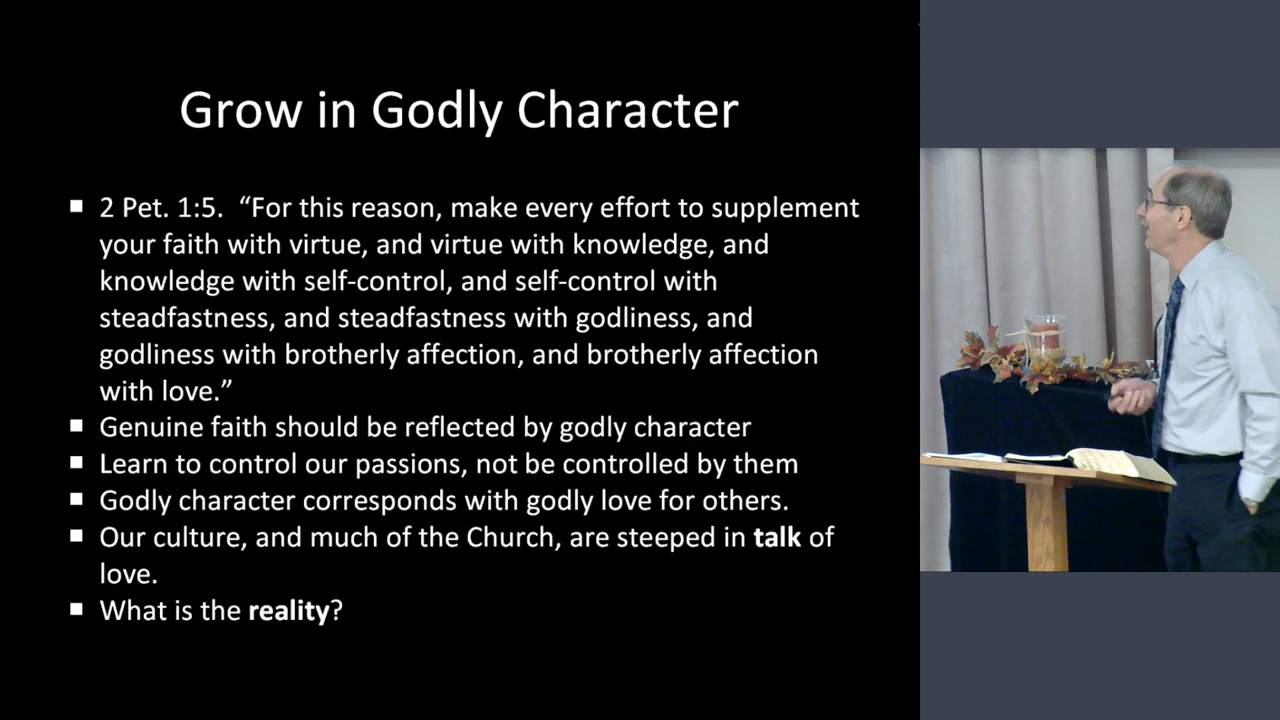 Grow in Godly Character
▪ 2 Pet. 1:5.  “For this reason, make every effort to supplement
your faith with virtue, and virtue with knowledge, and
knowledge with self-control, and self-control with
steadfastness, and steadfastness with godliness, and
godliness with brotherly affection, and brotherly affection
with love.”
▪ Genuine faith should be reflected by godly character
▪ Learn to control our passions, not be controlled by them
▪ Godly character corresponds with godly love for others.
▪ Our culture, and much of the Church, are steeped in talk of
love.
▪ What is the reality?